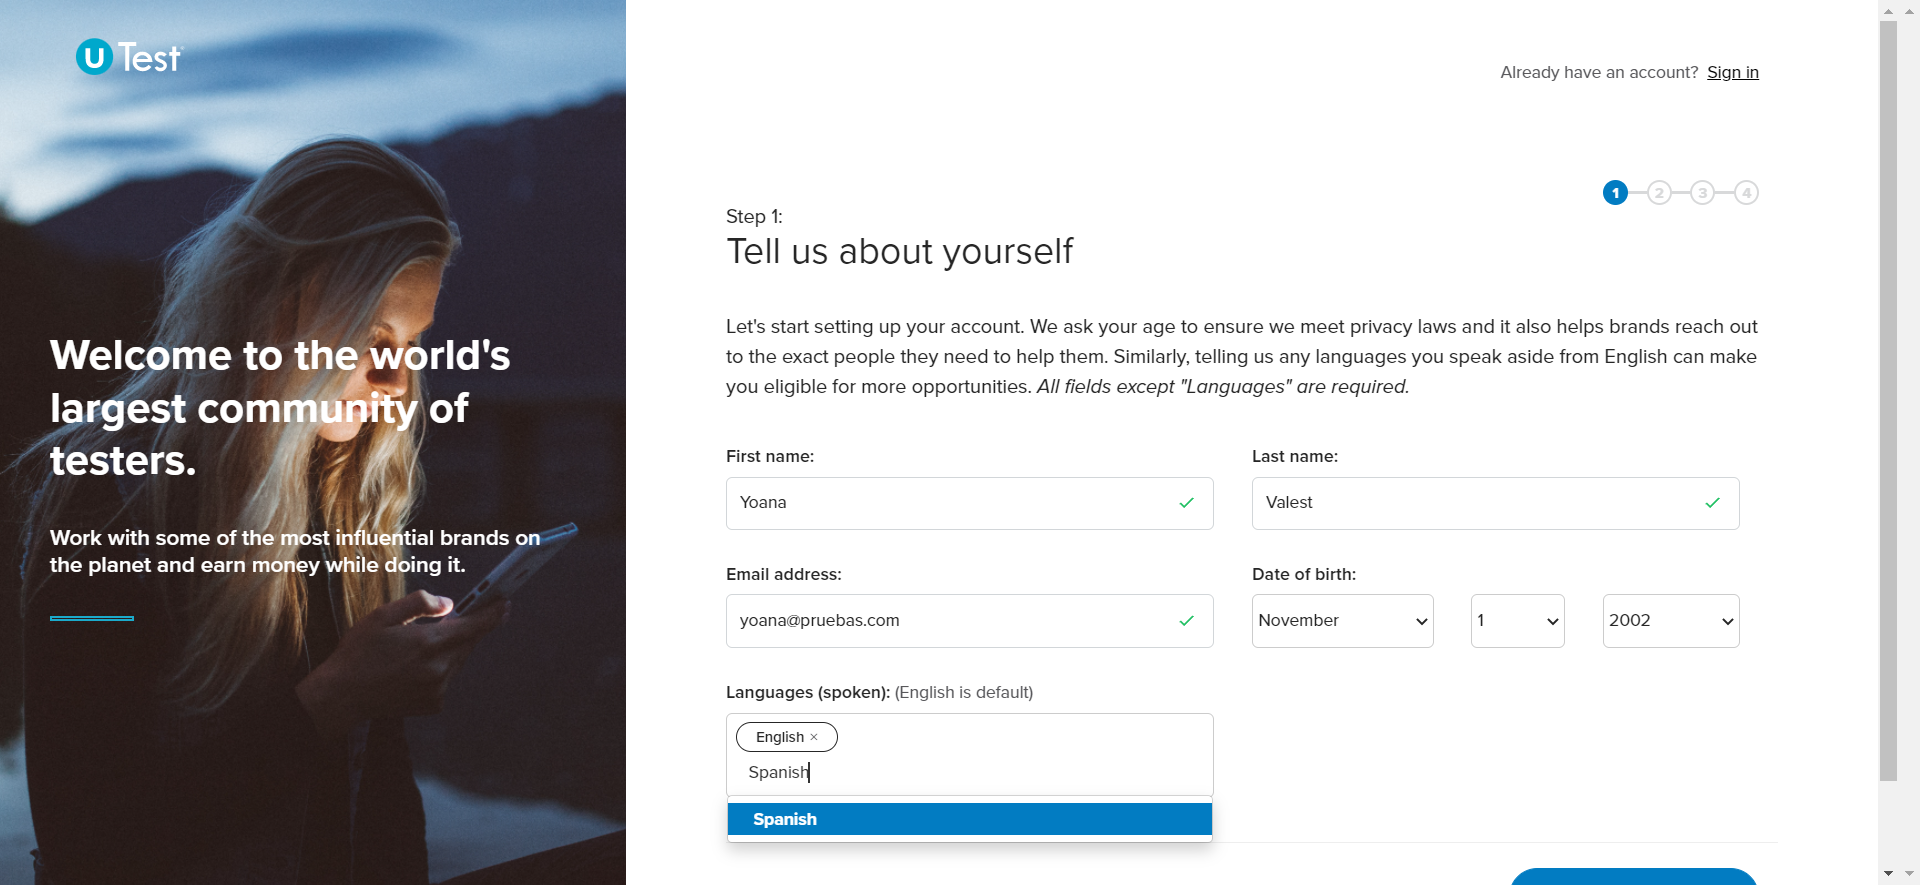 U Test
Welcome to the world's
largest community of
testers.
Work with some of the most influential brands on
the planet and earn money while doing it.
Already have an account? Sign in
1 2 3 4
Step 1:
Tell us about yourself
Let's start setting up your account. We ask your age to ensure we meet privacy laws and it also helps brands reach out
to the exact people they need to help them. Similarly, telling us any languages you speak aside from English can make
you eligible for more opportunities. All fields except "Languages" are required.
First name:
Yoana
Last name:
Valest
Email address:
yoana@pruebas.com
Date of birth:
November 1 2002
Languages (spoken): (English is default)
English ×
Spanish
Spanish